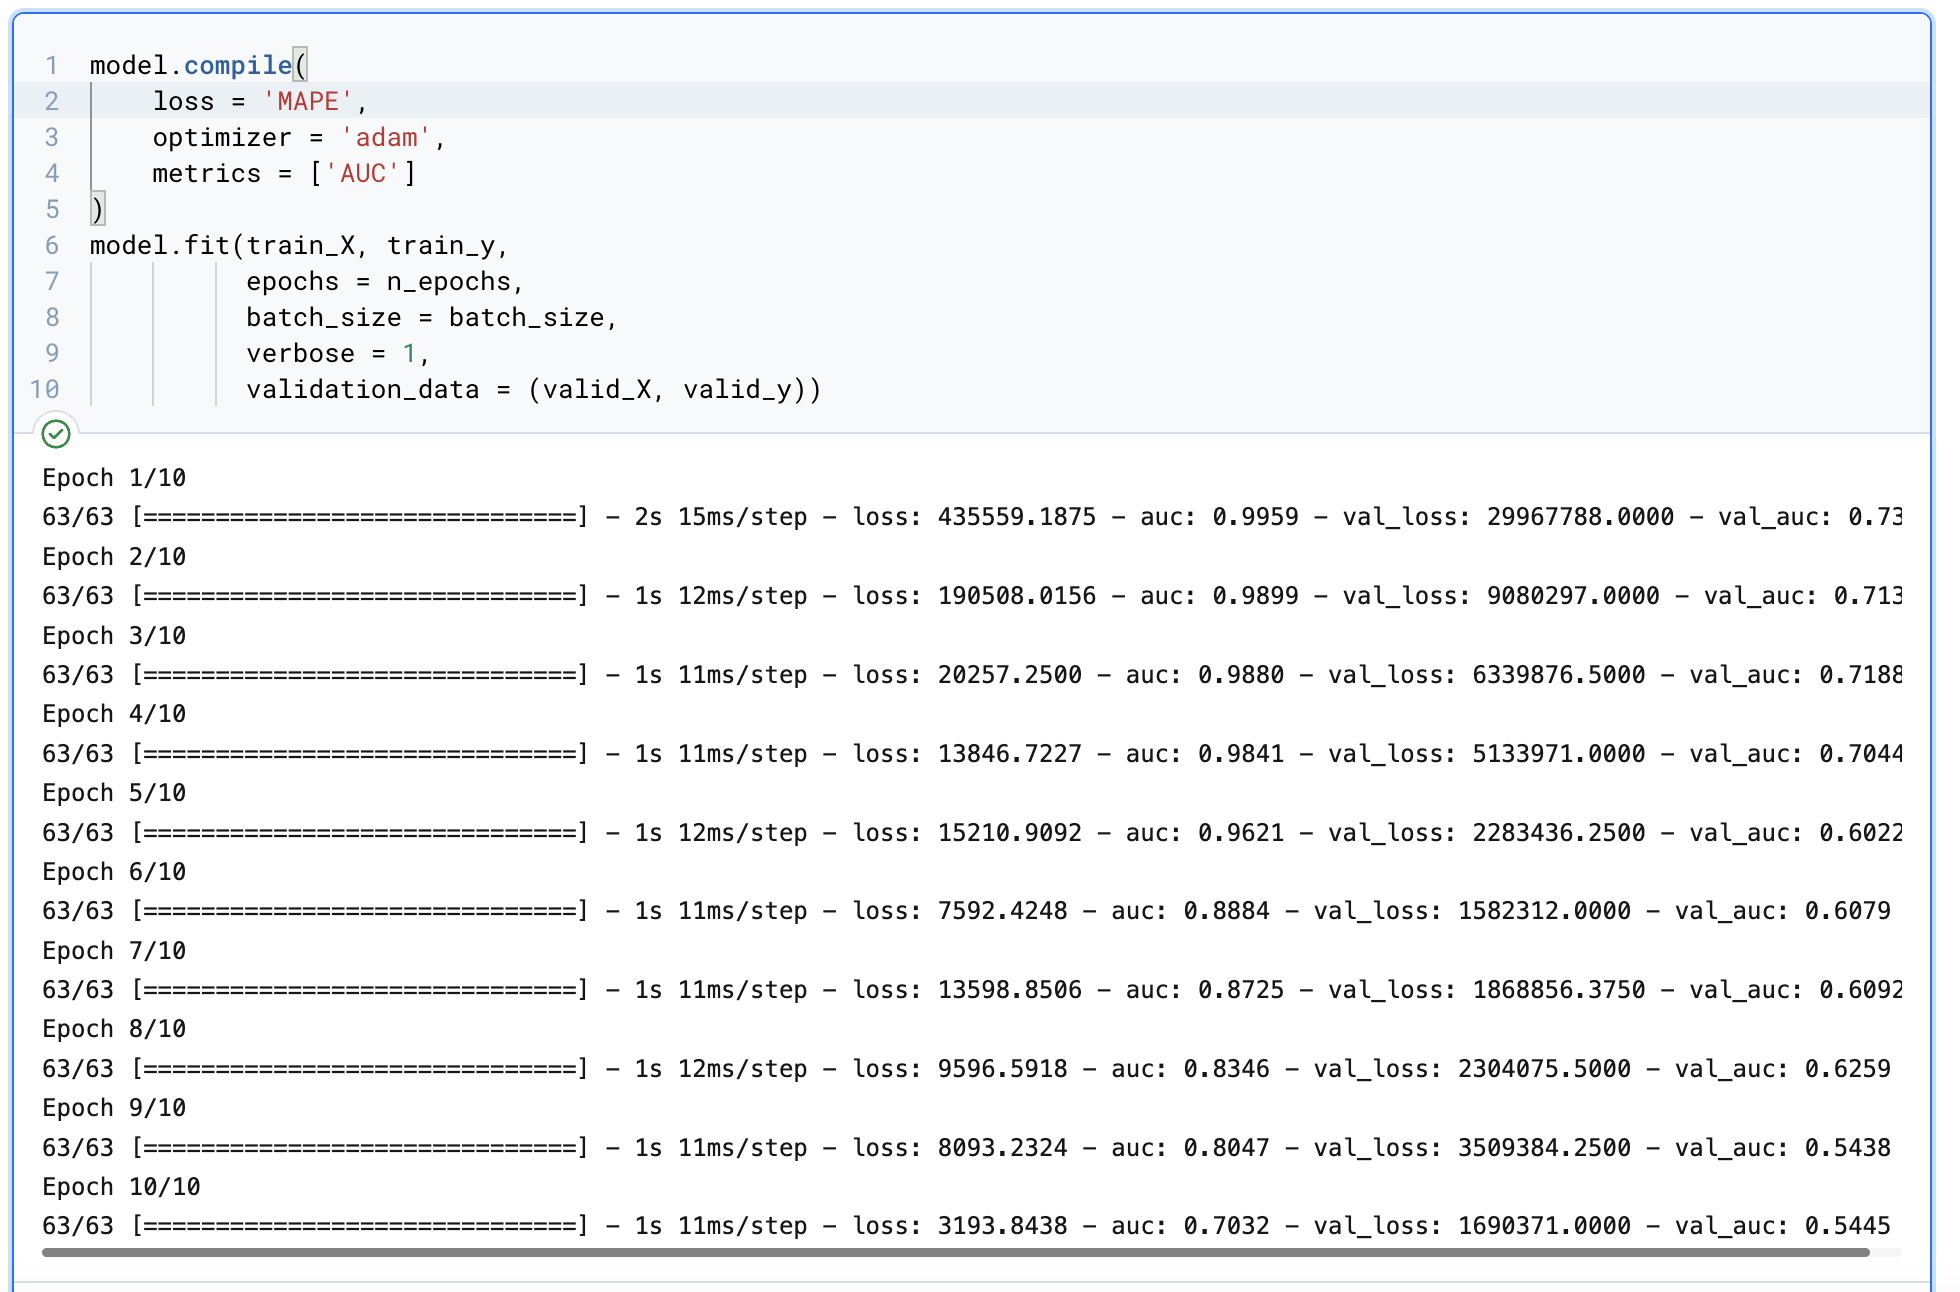 1 model.compile(
2     loss = 'MAPE',
3     optimizer = 'adam',
4     metrics = ['AUC']
5 )
6 model.fit(train_X, train_y,
7           epochs = n_epochs,
8           batch_size = batch_size,
9           verbose = 1,
10           validation_data = (valid_X, valid_y))
Epoch 1/10
63/63 [==============================] - 2s 15ms/step - loss: 435559.1875 - auc: 0.9959 - val_loss: 29967788.0000 - val_auc: 0.73
Epoch 2/10
63/63 [==============================] - 1s 12ms/step - loss: 190508.0156 - auc: 0.9899 - val_loss: 9080297.0000 - val_auc: 0.713
Epoch 3/10
63/63 [==============================] - 1s 11ms/step - loss: 20257.2500 - auc: 0.9880 - val_loss: 6339876.5000 - val_auc: 0.7188
Epoch 4/10
63/63 [==============================] - 1s 11ms/step - loss: 13846.7227 - auc: 0.9841 - val_loss: 5133971.0000 - val_auc: 0.7044
Epoch 5/10
63/63 [==============================] - 1s 12ms/step - loss: 15210.9092 - auc: 0.9621 - val_loss: 2283436.2500 - val_auc: 0.6022
Epoch 6/10
63/63 [==============================] - 1s 11ms/step - loss: 7592.4248 - auc: 0.8884 - val_loss: 1582312.0000 - val_auc: 0.6079
Epoch 7/10
63/63 [==============================] - 1s 11ms/step - loss: 13598.8506 - auc: 0.8725 - val_loss: 1868856.3750 - val_auc: 0.6092
Epoch 8/10
63/63 [==============================] - 1s 12ms/step - loss: 9596.5918 - auc: 0.8346 - val_loss: 2304075.5000 - val_auc: 0.6259
Epoch 9/10
63/63 [==============================] - 1s 11ms/step - loss: 8093.2324 - auc: 0.8047 - val_loss: 3509384.2500 - val_auc: 0.5438
Epoch 10/10
63/63 [==============================] - 1s 11ms/step - loss: 3193.8438 - auc: 0.7032 - val_loss: 1690371.0000 - val_auc: 0.5445